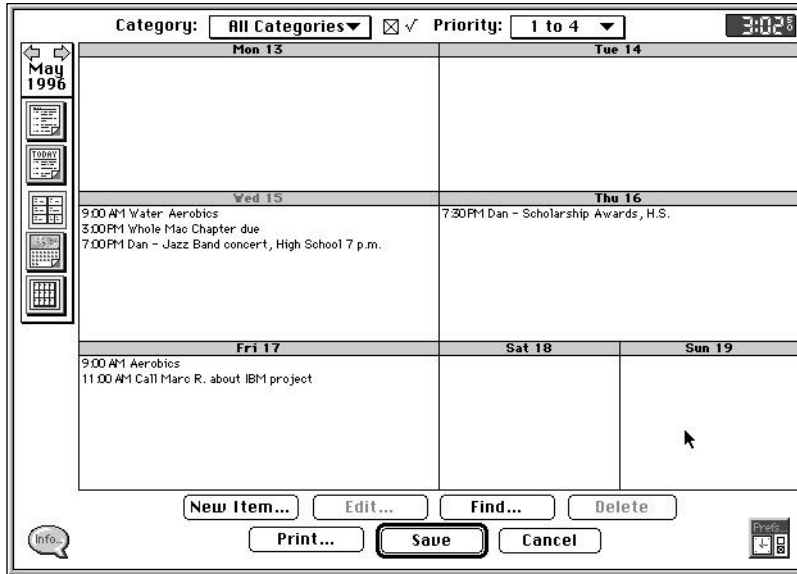 Category: All Categories Priority: 1 to 4 3:02
May
1996
Mon 13 Tue 14
TODAY
Wed 15 Thu 16
9:00 AM Water Aerobics
3:00 PM Whole Mac Chapter due
7:00 PM Dan - Jazz Band concert, High School 7 p.m.
7:30 PM Dan - Scholarship Awards, H.S.
Fri 17 Sat 18 Sun 19
9:00 AM Aerobics
11:00 AM Call Marc R. about IBM project
New Item... Edit... Find... Delete
Info... Print... Save Cancel Prefs...